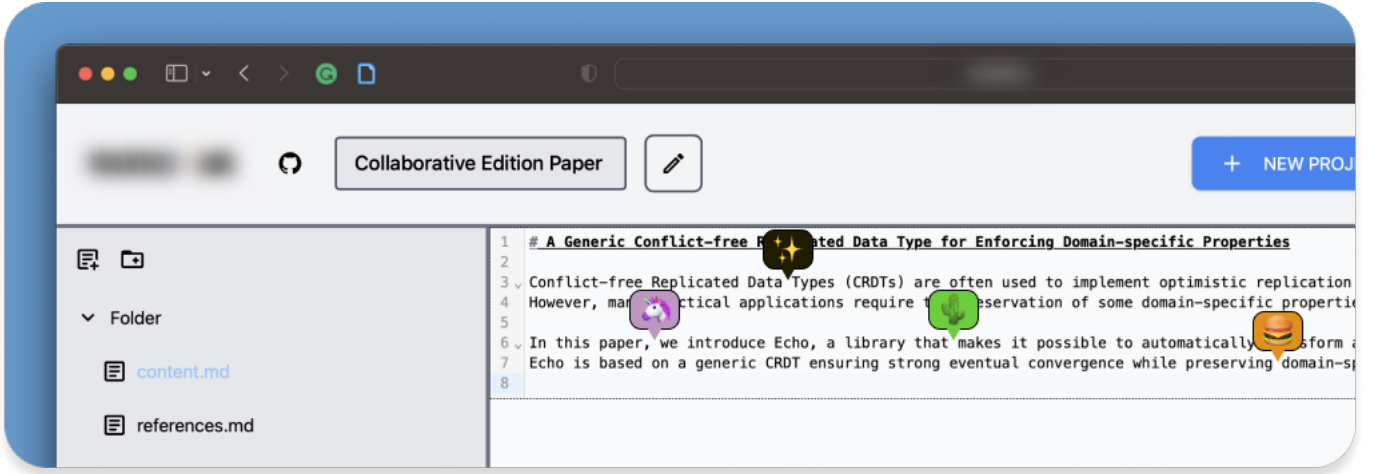 Collaborative Edition Paper
+ NEW PROJ
1 # A Generic Conflict-free ated Data Type for Enforcing Domain-specific Properties
2
3 Conflict-free Replicated Data Types (CRDTs) are often used to implement optimistic replication
4 However, man ctical applications require t eservation of some domain-specific propertie
5
6 In this paper, we introduce Echo, a library that makes it possible to automatically sform a
7 Echo is based on a generic CRDT ensuring strong eventual convergence while preserving domain-sp
8
Folder
content.md
references.md